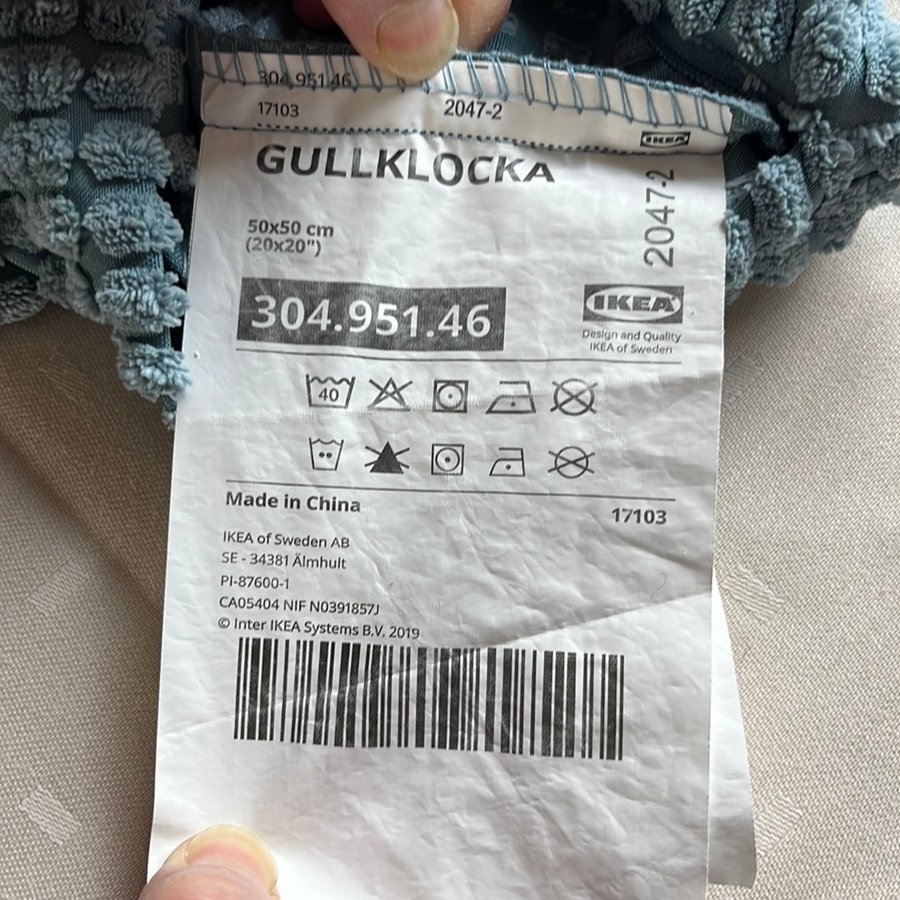 304.951.46
17103 2047-2
IKEA
GULLKLOCKA
2047-2
50x50 cm
(20x20")
304.951.46
IKEA
Design and Quality
IKEA of Sweden
40
Made in China
17103
IKEA of Sweden AB
SE - 34381 Älmhult
PI-87600-1
CA05404 NIF N0391857J
© Inter IKEA Systems B.V. 2019